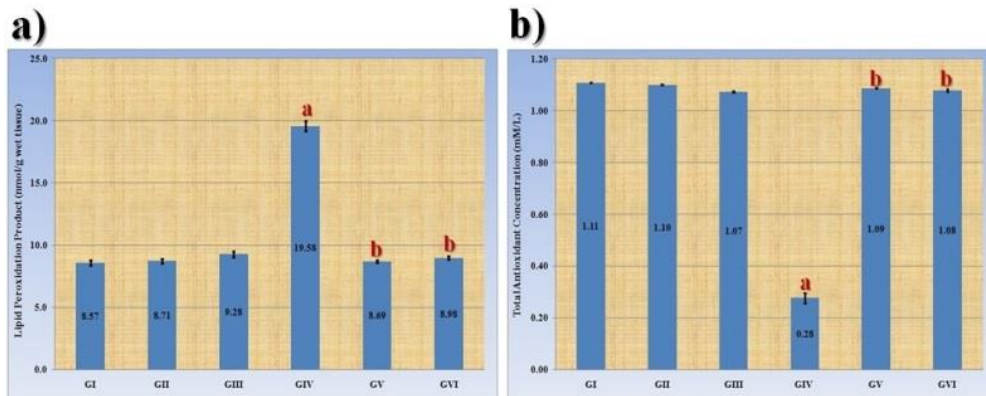 a)
Lipid Peroxidation Product (nmol/g wet tissue)
25.0
20.0
15.0
10.0
5.0
0.0
a
b
b
8.57
8.71
9.28
19.58
8.69
8.98
GI
GII
GIII
GIV
GV
GVI
b)
Total Antioxidant Concentration (mM/L)
1.20
1.00
0.80
0.60
0.40
0.20
0.00
b
b
a
1.11
1.10
1.07
0.28
1.09
1.08
GI
GII
GIII
GIV
GV
GVI